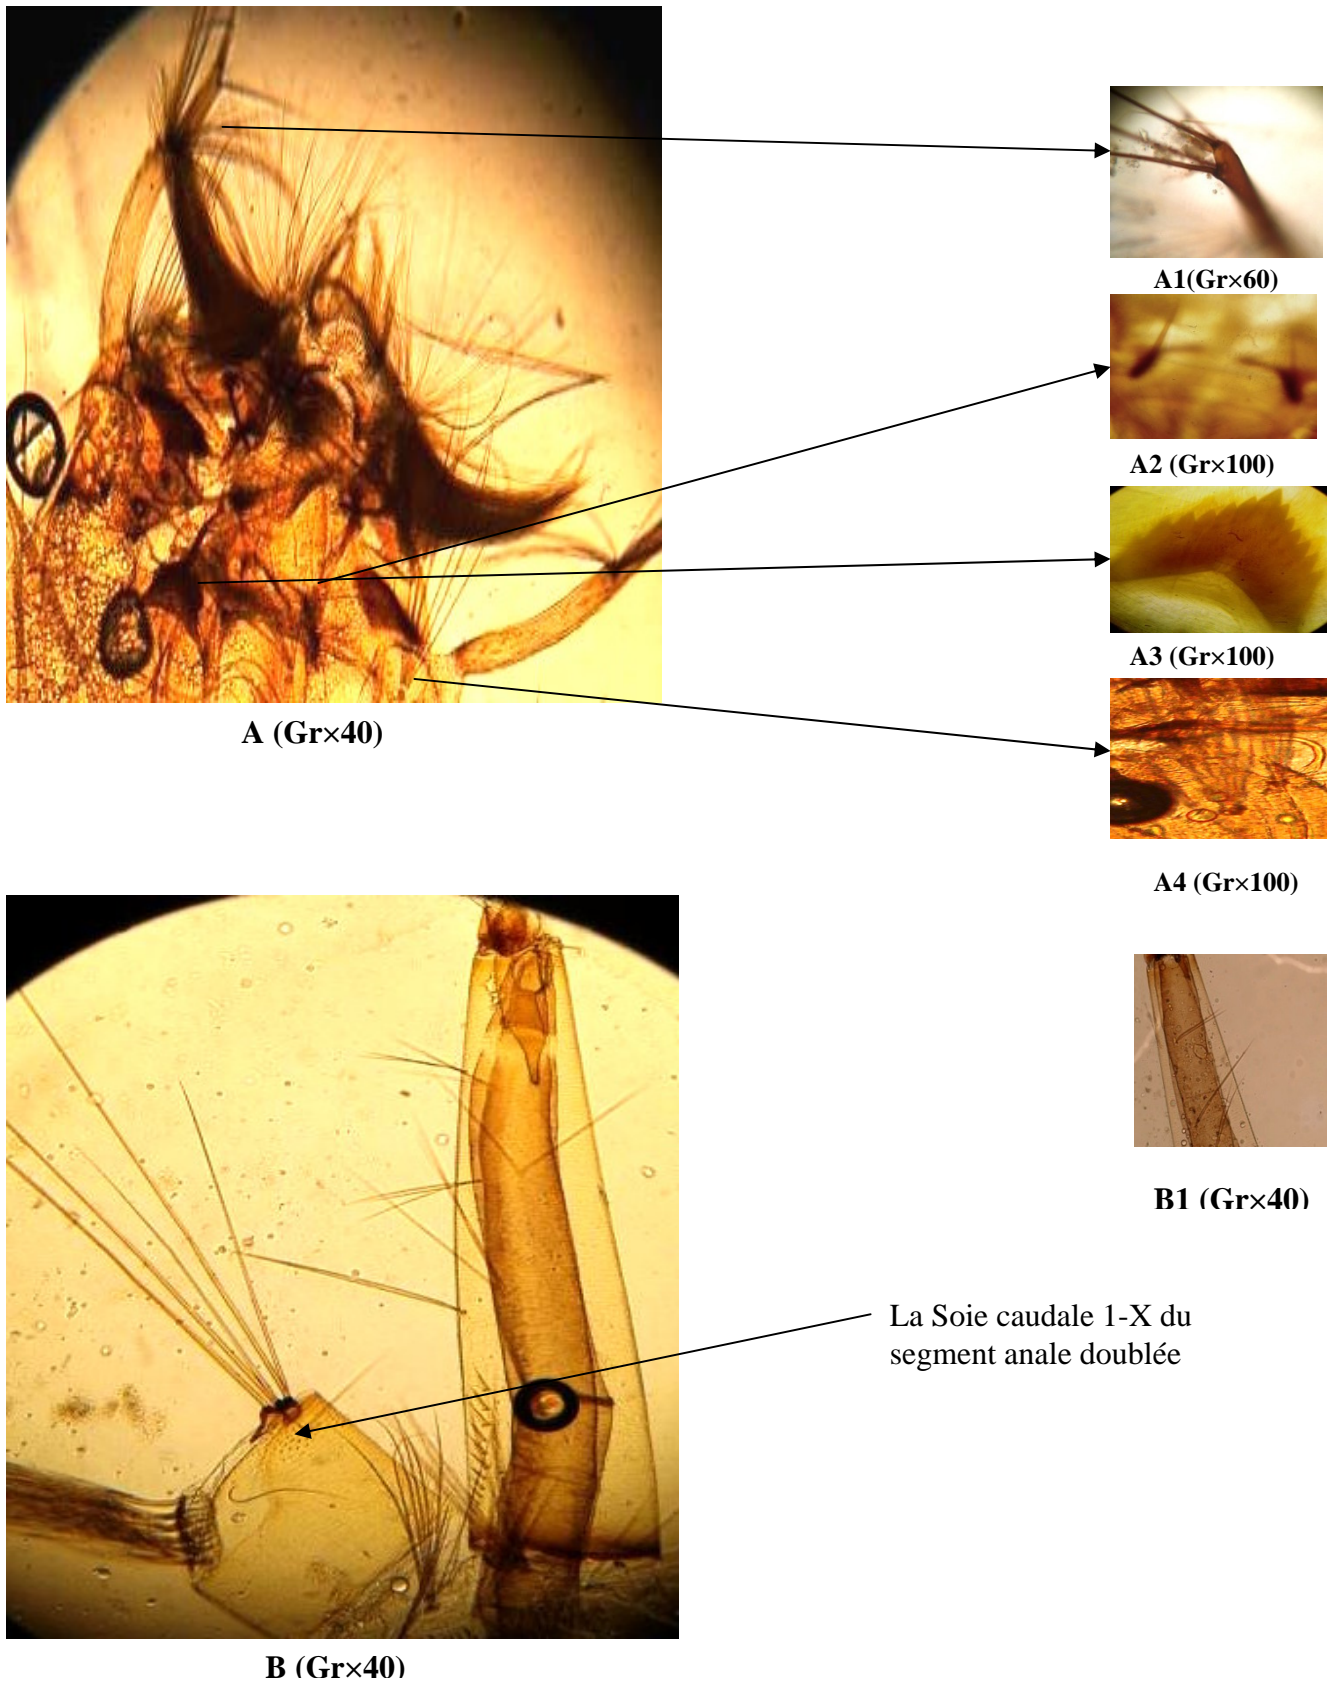 A1(Gr×60)
A2 (Gr×100)
A3 (Gr×100)
A (Gr×40)
A4 (Gr×100)
B1 (Gr×40)
La Soie caudale 1-X du
segment anale doublée
B (Gr×40)